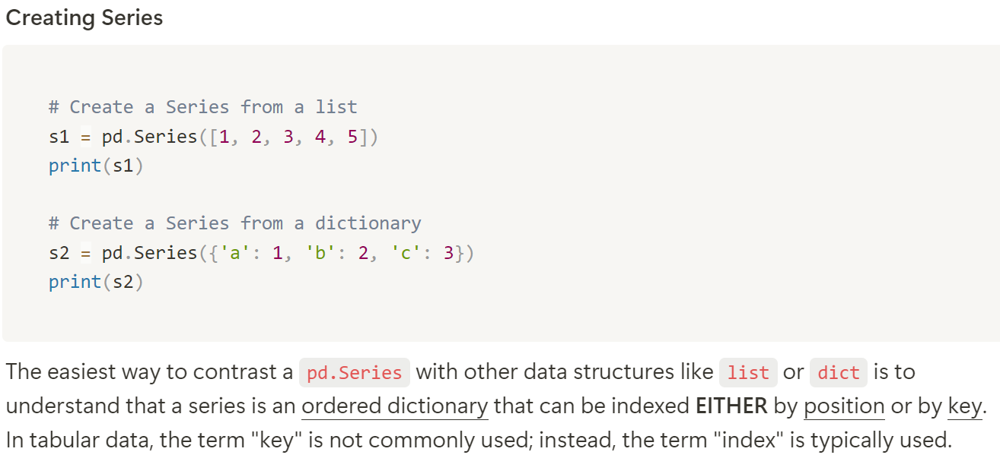 Creating Series
# Create a Series from a list
s1 = pd.Series([1, 2, 3, 4, 5])
print(s1)
# Create a Series from a dictionary
s2 = pd.Series({'a': 1, 'b': 2, 'c': 3})
print(s2)
The easiest way to contrast a pd.Series with other data structures like list or dict is to
understand that a series is an ordered dictionary that can be indexed EITHER by position or by key.
In tabular data, the term "key" is not commonly used; instead, the term "index" is typically used.